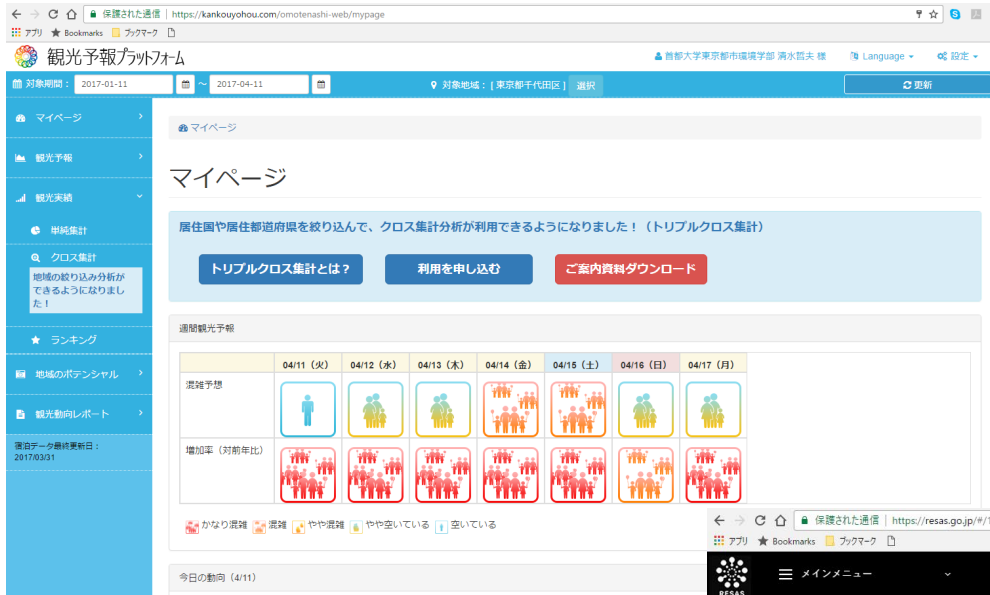 保護された通信 | https://kankouyohou.com/omotenashi-web/mypage
アプリ Bookmarks ブックマーク
観光予報プラットフォーム
首都大学東京都市環境学部 清水哲夫 様 Language 設定
対象期間： 2017-01-11 ～ 2017-04-11 対象地域：[ 東京都千代田区 ] 選択 更新
マイページ
観光予報
観光実績
単純集計
クロス集計
地域の絞り込み分析が
できるようになりまし
た！
ランキング
地域のポテンシャル
観光動向レポート
宿泊データ最終更新日：
2017/03/31
マイページ
マイページ
居住国や居住都道府県を絞り込んで、クロス集計分析が利用できるようになりました！（トリプルクロス集計）
トリプルクロス集計とは？ 利用を申し込む ご案内資料ダウンロード
週間観光予報
04/11（火） 04/12（水） 04/13（木） 04/14（金） 04/15（土） 04/16（日） 04/17（月）
混雑予想
増加率（対前年比）
かなり混雑 混雑 やや混雑 やや空いている 空いている
今日の動向（4/11）
保護された通信 | https://resas.go.jp/#/
アプリ Bookmarks ブックマーク
RESAS メインメニュー